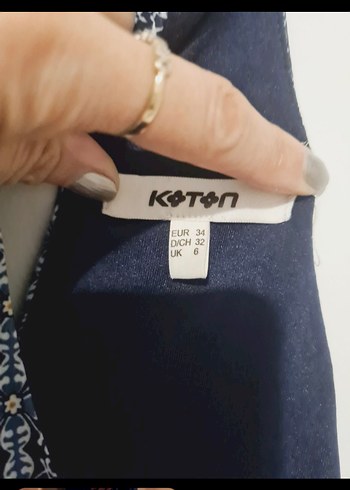 KOTON
EUR 34
D/CH 32
UK 6